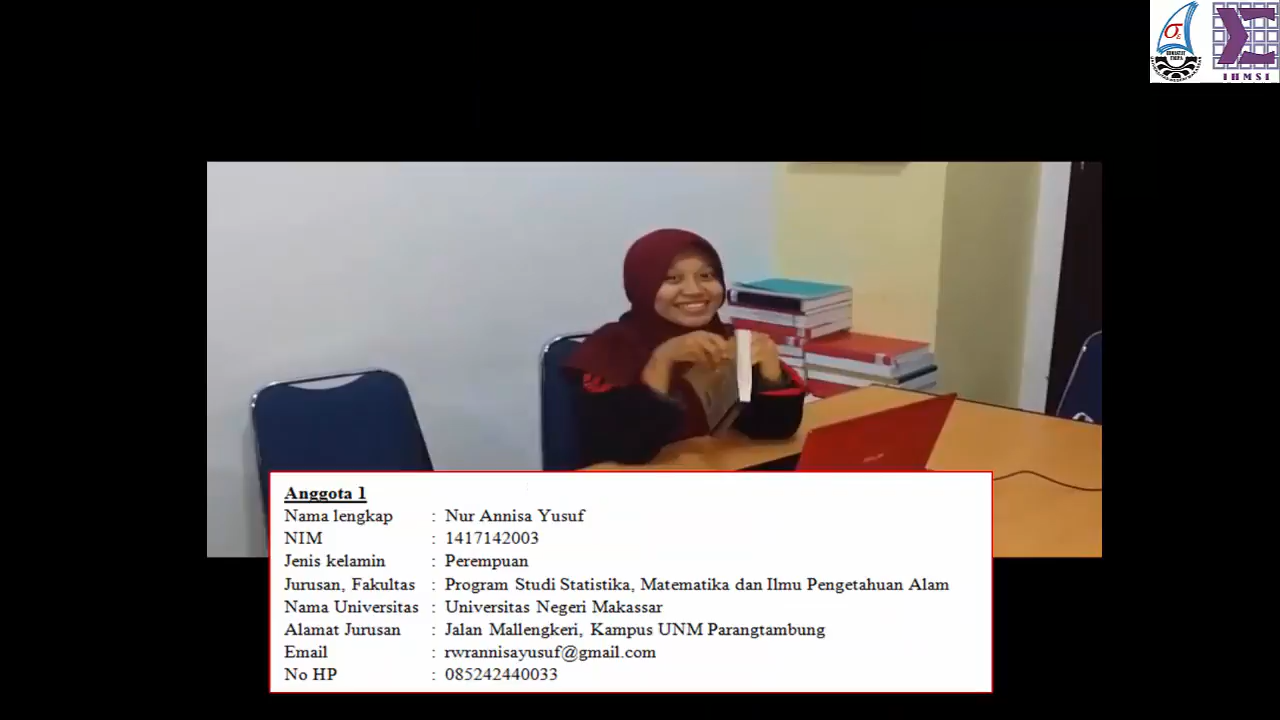 IHMSI
Anggota 1
Nama lengkap : Nur Annisa Yusuf
NIM : 1417142003
Jenis kelamin : Perempuan
Jurusan, Fakultas : Program Studi Statistika, Matematika dan Ilmu Pengetahuan Alam
Nama Universitas : Universitas Negeri Makassar
Alamat Jurusan : Jalan Mallengkeri, Kampus UNM Parangtambung
Email : rwrannisayusuf@gmail.com
No HP : 085242440033